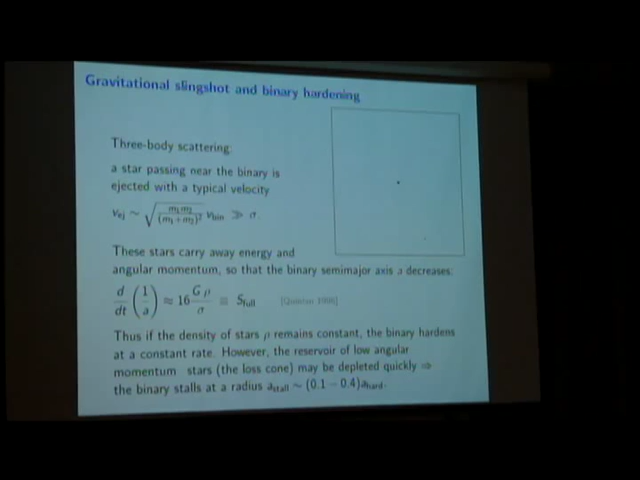 Gravitational slingshot and binary hardening
Three-body scattering:
a star passing near the binary is
ejected with a typical velocity
v_ej ∼ √(m₁m₂/(m₁+m₂)²) v_bin ≫ σ.
These stars carry away energy and
angular momentum, so that the binary semimajor axis a decreases:
d/dt (1/a) ≈ 16 Gρ/σ ≡ S_full [Quinlan 1996]
Thus if the density of stars ρ remains constant, the binary hardens
at a constant rate. However, the reservoir of low angular
momentum stars (the loss cone) may be depleted quickly ⇒
the binary stalls at a radius a_stall ∼ (0.1 − 0.4)a_hard.